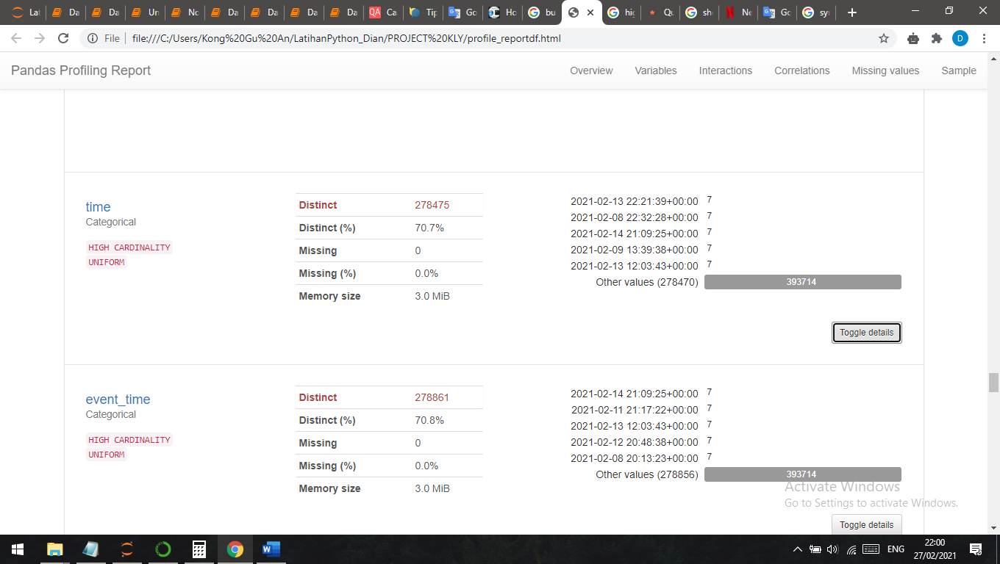 Lat
Da
Da
Un
No
Da
Da
Da
Da
QA Ca
Tip
Go
Ho
bu
hig
Qu
sh
Ne
Go
syn
File
file:///C:/Users/Kong%20Gu%20An/LatihanPython_Dian/PROJECT%20KLY/profile_reportdf.html
D
Pandas Profiling Report
Overview
Variables
Interactions
Correlations
Missing values
Sample
time
Categorical
HIGH CARDINALITY
UNIFORM
Distinct 278475
Distinct (%) 70.7%
Missing 0
Missing (%) 0.0%
Memory size 3.0 MiB
2021-02-13 22:21:39+00:00 7
2021-02-08 22:32:28+00:00 7
2021-02-14 21:09:25+00:00 7
2021-02-09 13:39:38+00:00 7
2021-02-13 12:03:43+00:00 7
Other values (278470) 393714
Toggle details
event_time
Categorical
HIGH CARDINALITY
UNIFORM
Distinct 278861
Distinct (%) 70.8%
Missing 0
Missing (%) 0.0%
Memory size 3.0 MiB
2021-02-14 21:09:25+00:00 7
2021-02-11 21:17:22+00:00 7
2021-02-13 12:03:43+00:00 7
2021-02-12 20:48:38+00:00 7
2021-02-08 20:13:23+00:00 7
Other values (278856) 393714
Activate Windows
Go to Settings to activate Windows.
Toggle details
ENG
22:00
27/02/2021